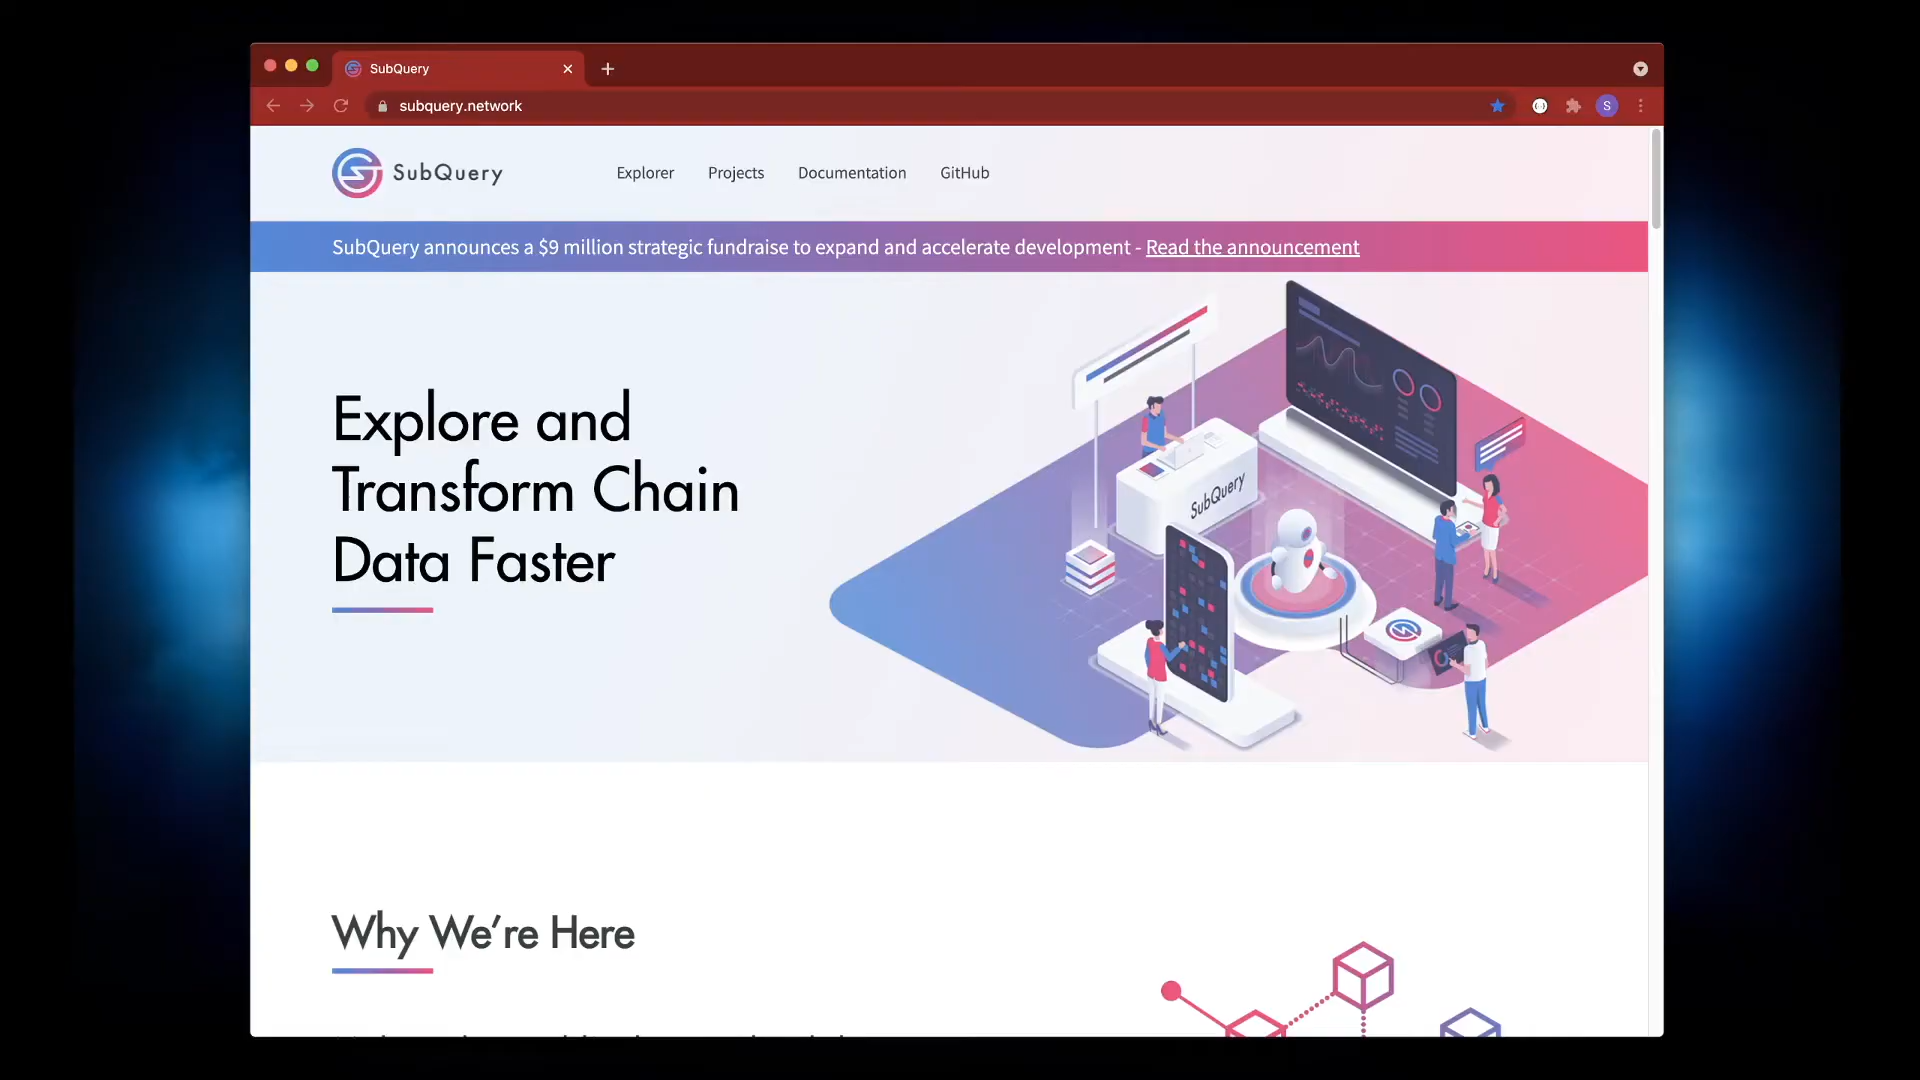 SubQuery
subquery.network
S
SubQuery
Explorer
Projects
Documentation
GitHub
SubQuery announces a $9 million strategic fundraise to expand and accelerate development - Read the announcement
Explore and
Transform Chain
Data Faster
SubQuery
Why We're Here